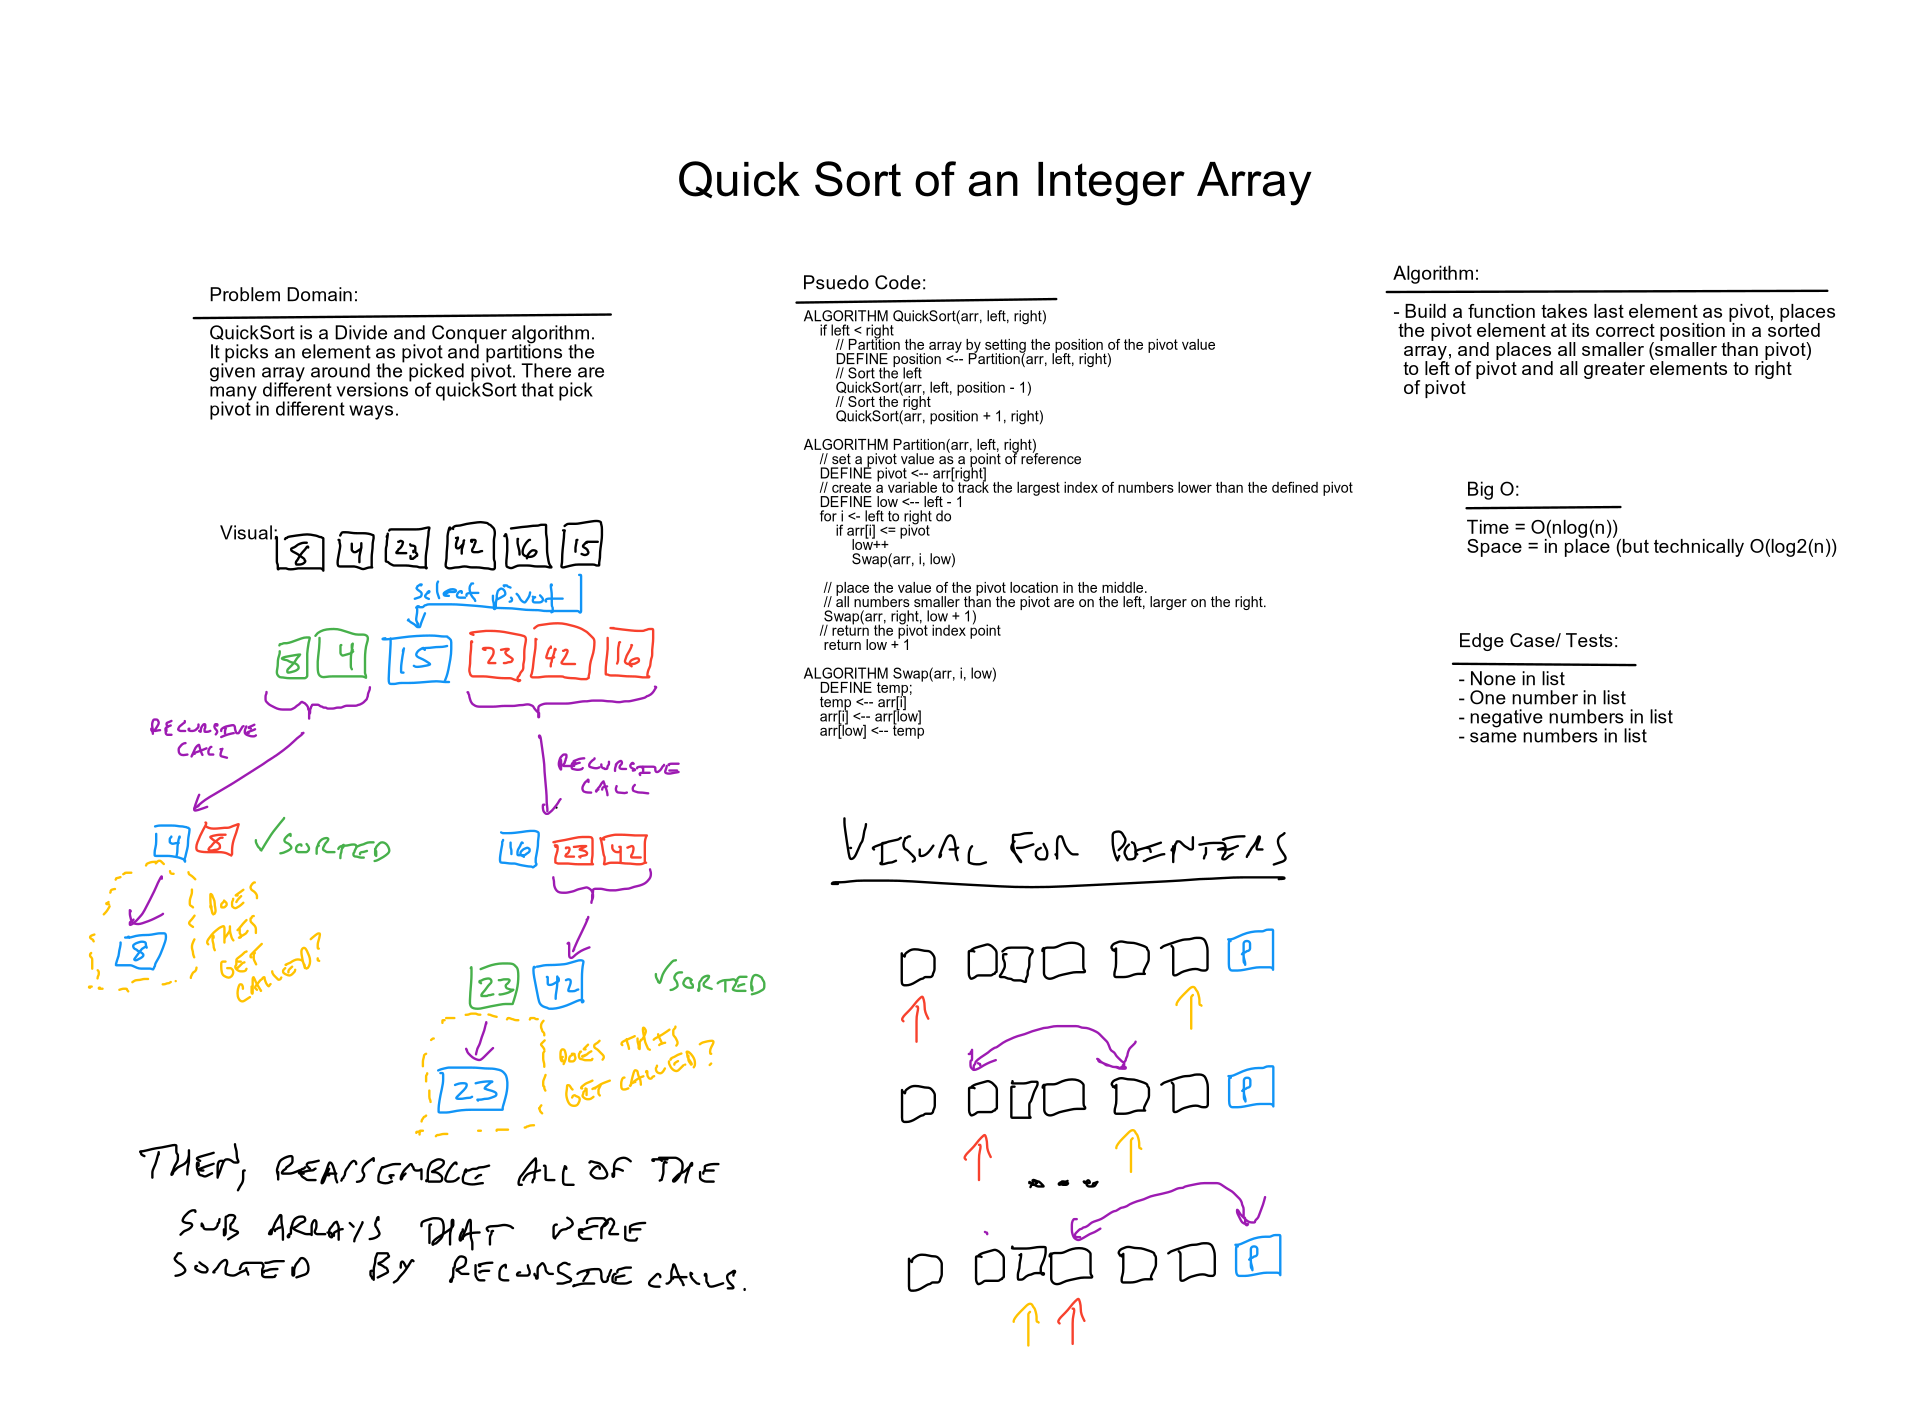 Quick Sort of an Integer Array
Problem Domain:
QuickSort is a Divide and Conquer algorithm.
It picks an element as pivot and partitions the
given array around the picked pivot. There are
many different versions of quickSort that pick
pivot in different ways.
Visual:
8 4 23 42 16 15
Select pivot
8 4 15 23 42 16
RECURSIVE
CALL
RECURSIVE
CALL
4 8 ✓SORTED
16 23 42
8
DOES
THIS
GET
CALLED?
23 42 ✓SORTED
23
DOES THIS
GET CALLED?
THEN, REASSEMBLE ALL OF THE
SUB ARRAYS THAT WERE
SORTED BY RECURSIVE CALLS.
Psuedo Code:
ALGORITHM QuickSort(arr, left, right)
if left < right
// Partition the array by setting the position of the pivot value
DEFINE position <-- Partition(arr, left, right)
// Sort the left
QuickSort(arr, left, position - 1)
// Sort the right
QuickSort(arr, position + 1, right)
ALGORITHM Partition(arr, left, right)
// set a pivot value as a point of reference
DEFINE pivot <-- arr[right]
// create a variable to track the largest index of numbers lower than the defined pivot
DEFINE low <-- left - 1
for i <- left to right do
if arr[i] <= pivot
low++
Swap(arr, i, low)
// place the value of the pivot location in the middle.
// all numbers smaller than the pivot are on the left, larger on the right.
Swap(arr, right, low + 1)
// return the pivot index point
return low + 1
ALGORITHM Swap(arr, i, low)
DEFINE temp;
temp <-- arr[i]
arr[i] <-- arr[low]
arr[low] <-- temp
VISUAL FOR POINTERS
P
P
...
P
Algorithm:
- Build a function takes last element as pivot, places
the pivot element at its correct position in a sorted
array, and places all smaller (smaller than pivot)
to left of pivot and all greater elements to right
of pivot
Big O:
Time = O(nlog(n))
Space = in place (but technically O(log2(n))
Edge Case/ Tests:
- None in list
- One number in list
- negative numbers in list
- same numbers in list